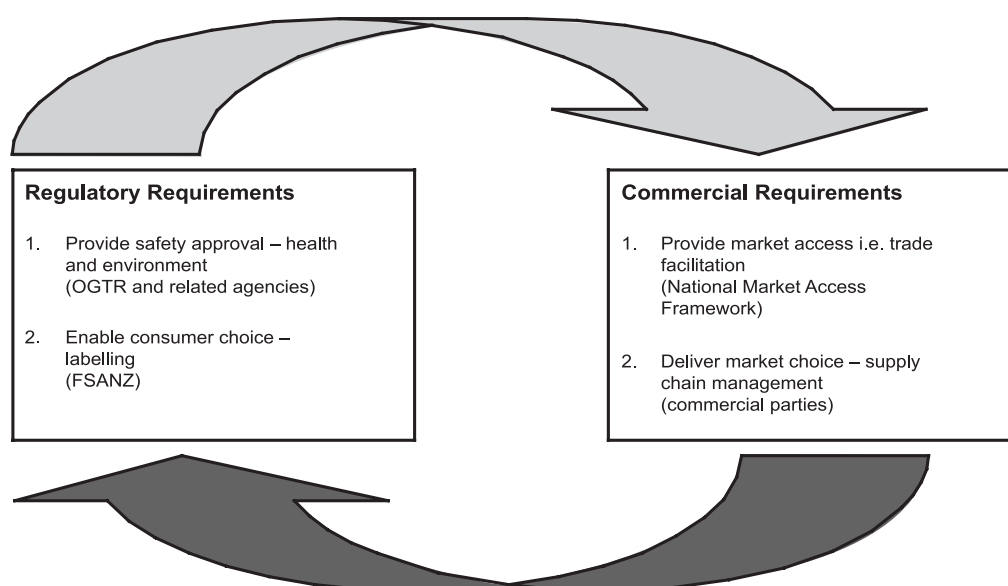 Regulatory Requirements
1. Provide safety approval – health
and environment
(OGTR and related agencies)
2. Enable consumer choice –
labelling
(FSANZ)
Commercial Requirements
1. Provide market access i.e. trade
facilitation
(National Market Access
Framework)
2. Deliver market choice – supply
chain management
(commercial parties)